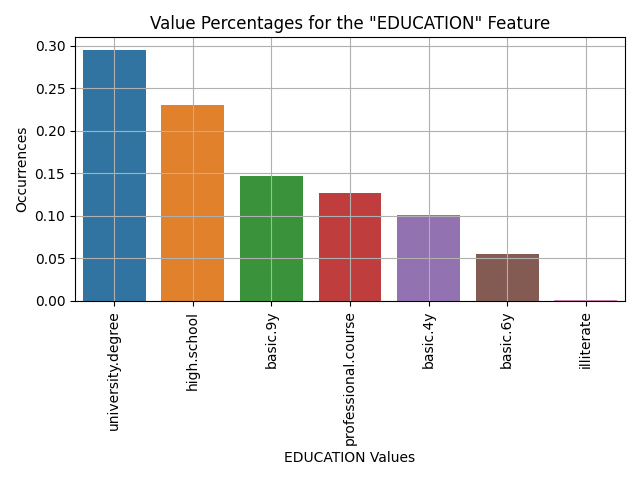 Value Percentages for the "EDUCATION" Feature
Occurrences
0.30
0.25
0.20
0.15
0.10
0.05
0.00
university.degree
high.school
basic.9y
professional.course
basic.4y
basic.6y
illiterate
EDUCATION Values